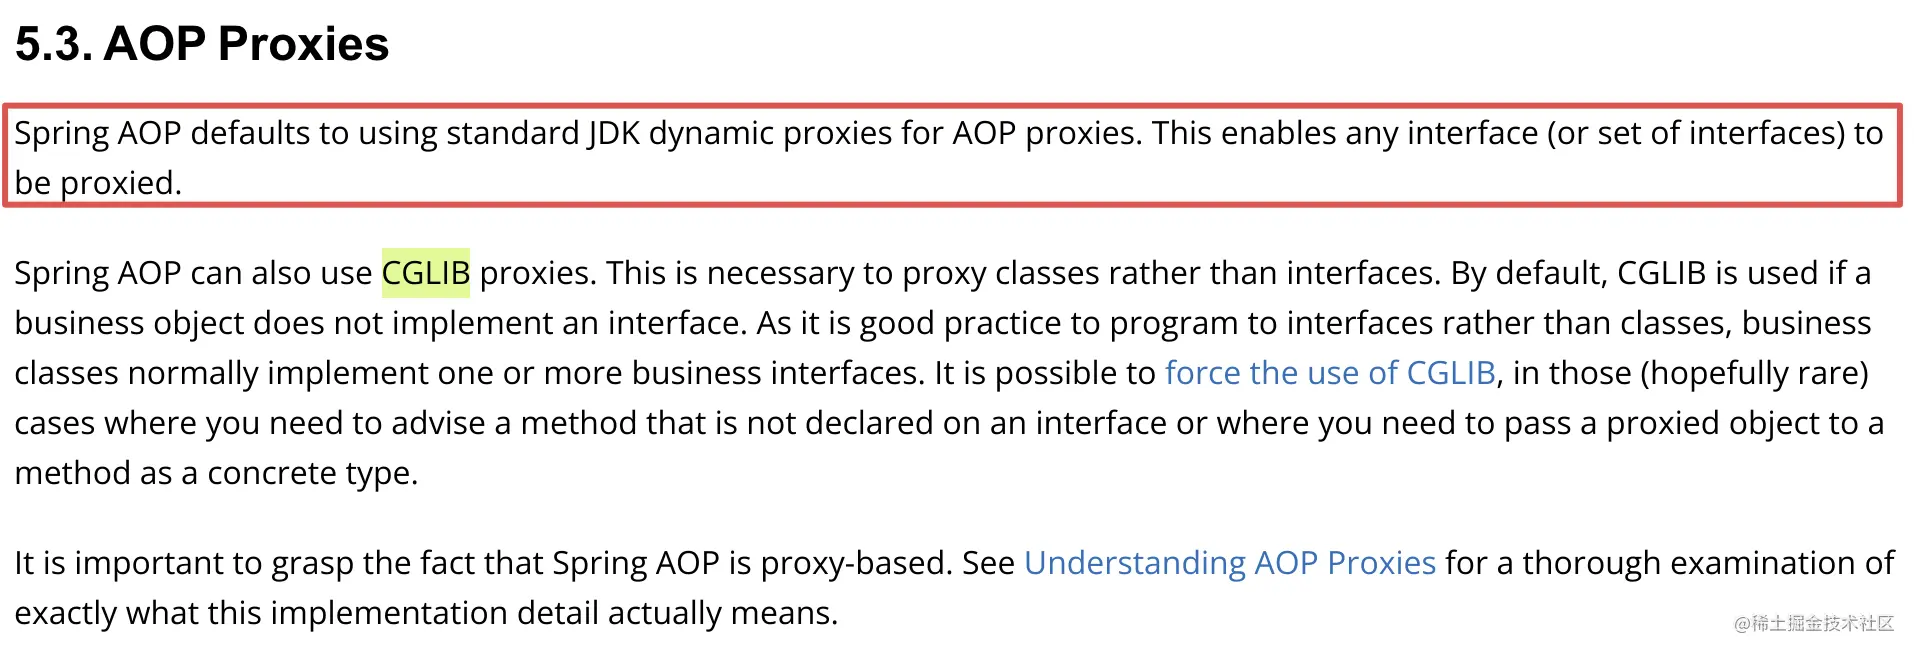 5.3. AOP Proxies
Spring AOP defaults to using standard JDK dynamic proxies for AOP proxies. This enables any interface (or set of interfaces) to
be proxied.
Spring AOP can also use CGLIB proxies. This is necessary to proxy classes rather than interfaces. By default, CGLIB is used if a
business object does not implement an interface. As it is good practice to program to interfaces rather than classes, business
classes normally implement one or more business interfaces. It is possible to force the use of CGLIB, in those (hopefully rare)
cases where you need to advise a method that is not declared on an interface or where you need to pass a proxied object to a
method as a concrete type.
It is important to grasp the fact that Spring AOP is proxy-based. See Understanding AOP Proxies for a thorough examination of
exactly what this implementation detail actually means.
@稀土掘金技术社区